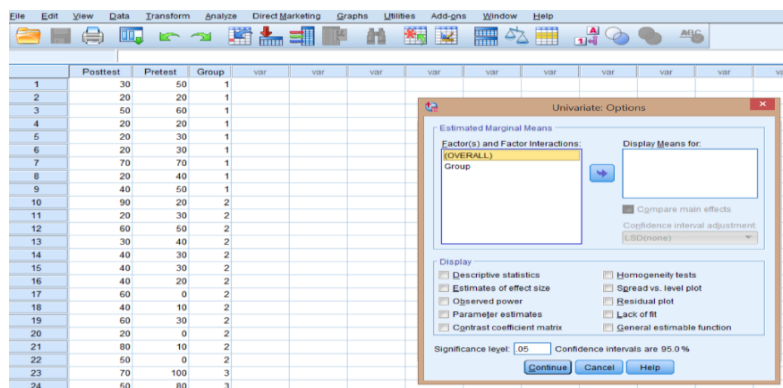 File Edit View Data Transform Analyze Direct Marketing Graphs Utilities Add-ons Window Help
Posttest Pretest Group var var var var var var var var var
1 30 50 1
2 20 20 1
3 50 60 1
4 20 20 1
5 20 30 1
6 20 30 1
7 70 70 1
8 20 40 1
9 40 50 1
10 90 20 2
11 20 30 2
12 60 50 2
13 30 40 2
14 40 30 2
15 40 30 2
16 40 20 2
17 60 0 2
18 40 10 2
19 60 30 2
20 20 0 2
21 80 10 2
22 50 0 2
23 70 100 3
24 50 80 3
Univariate: Options
Estimated Marginal Means
Factor(s) and Factor Interactions: Display Means for:
(OVERALL)
Group
Compare main effects
Confidence interval adjustment:
LSD(none)
Display
Descriptive statistics Homogeneity tests
Estimates of effect size Spread vs. level plot
Observed power Residual plot
Parameter estimates Lack of fit
Contrast coefficient matrix General estimable function
Significance level: .05 Confidence intervals are 95.0 %
Continue Cancel Help